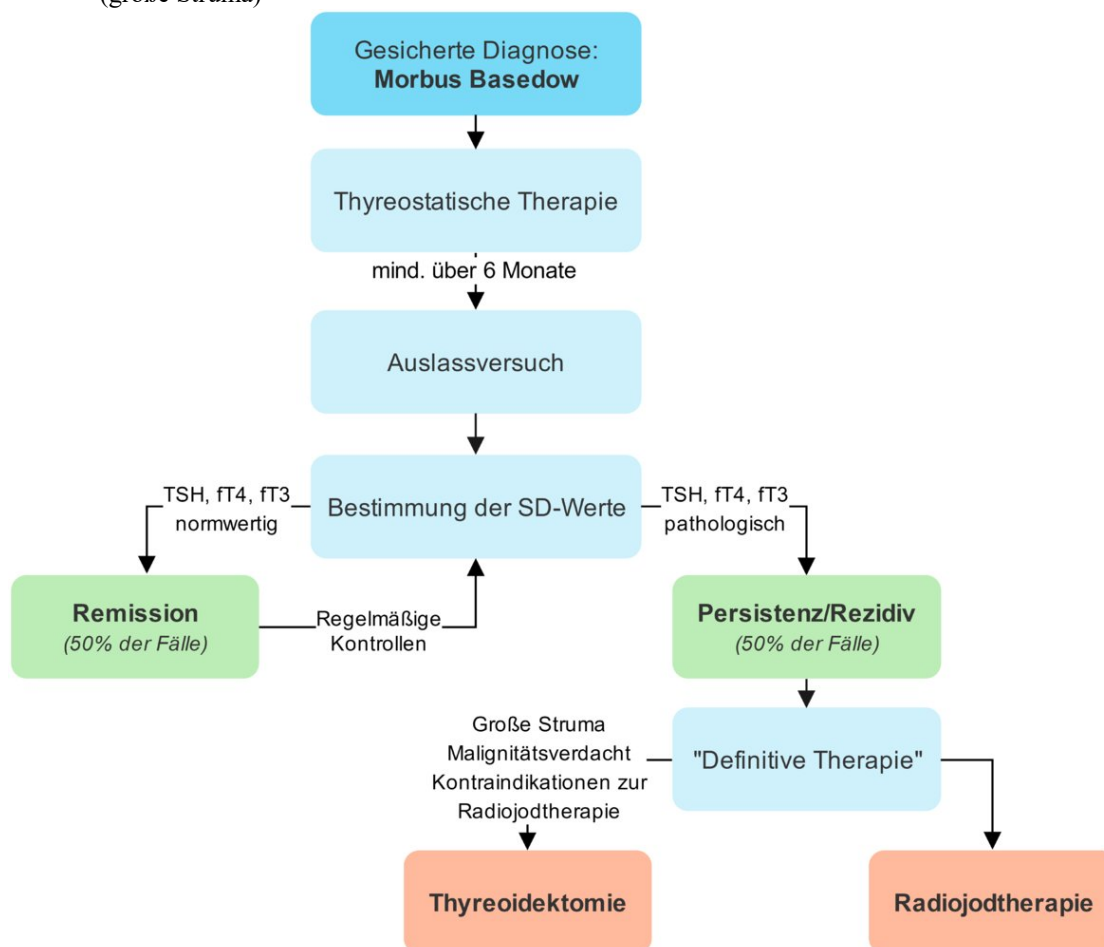 (große Struma)
Gesicherte Diagnose:
Morbus Basedow
Thyreostatische Therapie
mind. über 6 Monate
Auslassversuch
TSH, fT4, fT3
normwertig
Bestimmung der SD-Werte
TSH, fT4, fT3
pathologisch
Remission
(50% der Fälle)
Regelmäßige
Kontrollen
Persistenz/Rezidiv
(50% der Fälle)
Große Struma
Malignitätsverdacht
Kontraindikationen zur
Radiojodtherapie
"Definitive Therapie"
Thyreoidektomie
Radiojodtherapie